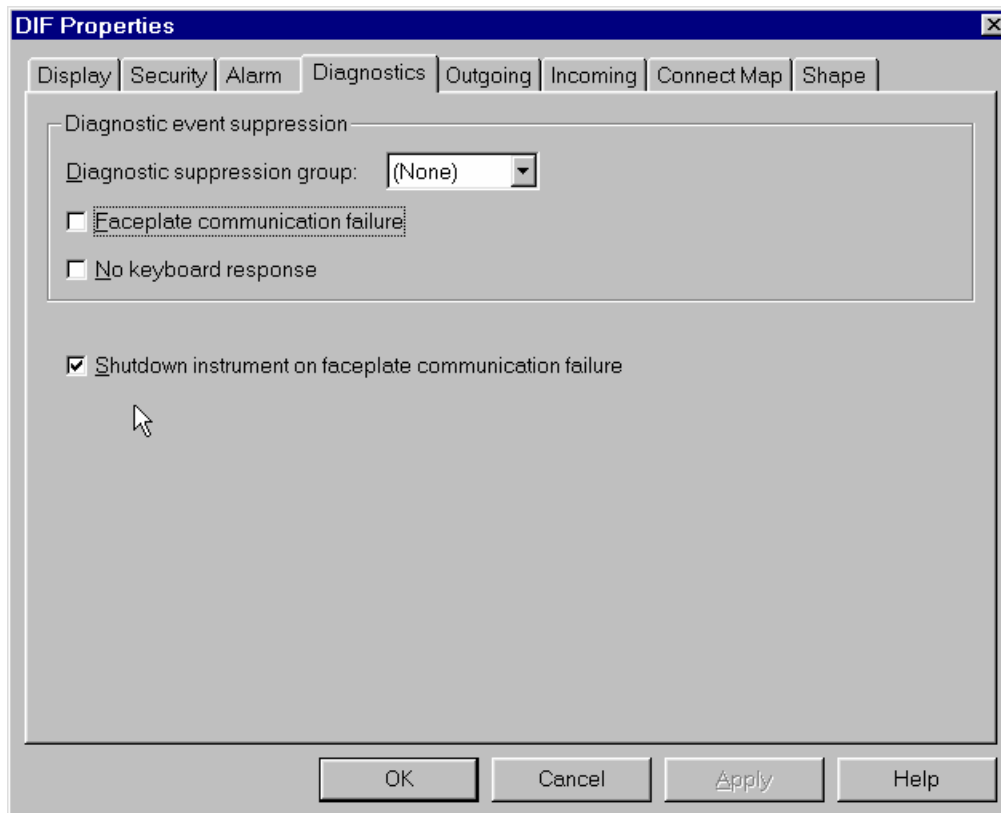 DIF Properties
Display Security Alarm Diagnostics Outgoing Incoming Connect Map Shape
Diagnostic event suppression
Diagnostic suppression group: (None)
Faceplate communication failure
No keyboard response
Shutdown instrument on faceplate communication failure
OK Cancel Apply Help